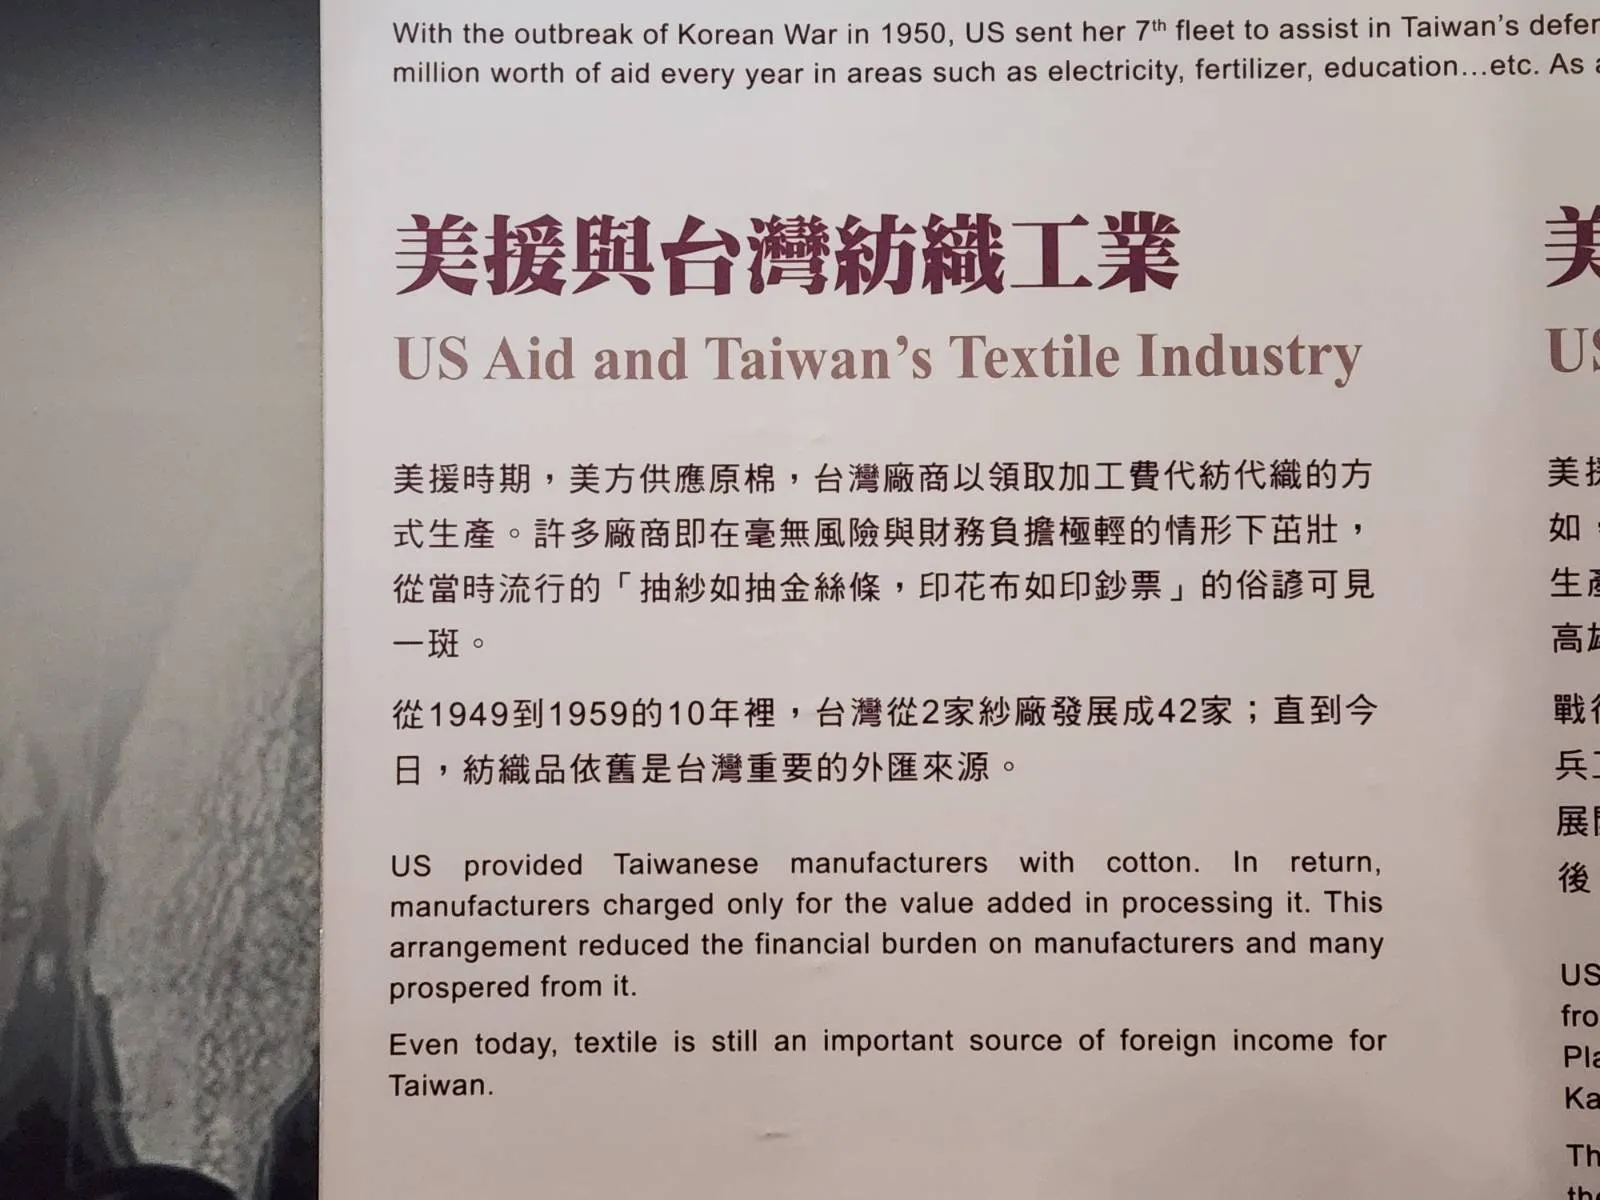 With the outbreak of Korean War in 1950, US sent her 7th fleet to assist in Taiwan's
million worth of aid every year in areas such as electricity, fertilizer, education...etc. As
美援與台灣紡織工業
US Aid and Taiwan's Textile Industry
美援時期，美方供應原棉，台灣廠商以領取加工費代紡代織的方
式生產。許多廠商即在毫無風險與財務負擔極輕的情形下茁壯，
從當時流行的「抽紗如抽金絲條，印花布如印鈔票」的俗諺可見
一斑。
從1949到1959的10年裡，台灣從2家紗廠發展成42家；直到今
日，紡織品依舊是台灣重要的外匯來源。
US provided Taiwanese manufacturers with cotton. In return,
manufacturers charged only for the value added in processing it. This
arrangement reduced the financial burden on manufacturers and many
prospered from it.
Even today, textile is still an important source of foreign income for
Taiwan.
美
US
美
如，
生產
高雄
戰
兵工
展
後
US